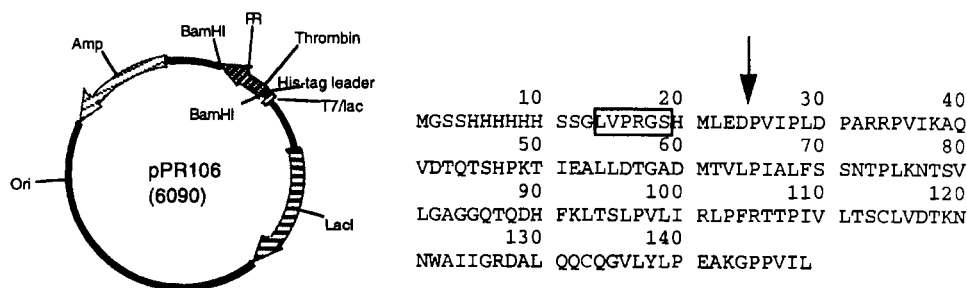 PR
BamHI
Thrombin
Amp
His-tag leader
BamHI
T7/lac
Ori
pPR106
(6090)
LacI
10 20 30 40
MGSSHHHHHH SSGLVPRGSH MLEDPVIPLD PARRPVIKAQ
50 60 70 80
VDTQTSHPKT IEALLDTGAD MTVLPIALFS SNTPLKNTSV
90 100 110 120
LGAGGQTQDH FKLTSLPVLI RLPFRTTPIV LTSCLVDTKN
130 140
NWAIIGRDAL QQCQGVLYLP EAKGPPVIL